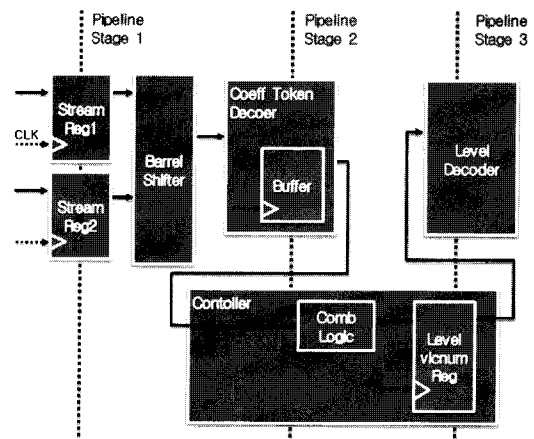 Pipeline
Stage 1
Pipeline
Stage 2
Pipeline
Stage 3
Stream
Reg1
CLK
Stream
Reg2
Barrel
Shifter
Coeff Token
Decoer
Buffer
Level
Decoder
Contoller
Comb
Logic
Level
vlcnum
Reg